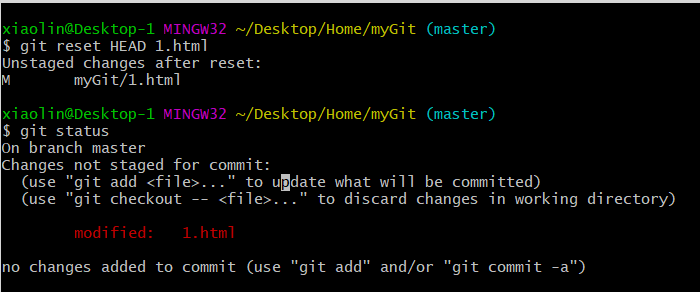 xiaolin@Desktop-1 MINGW32 ~/Desktop/Home/myGit (master)
$ git reset HEAD 1.html
Unstaged changes after reset:
M       myGit/1.html
xiaolin@Desktop-1 MINGW32 ~/Desktop/Home/myGit (master)
$ git status
On branch master
Changes not staged for commit:
  (use "git add <file>..." to update what will be committed)
  (use "git checkout -- <file>..." to discard changes in working directory)
        modified:   1.html
no changes added to commit (use "git add" and/or "git commit -a")